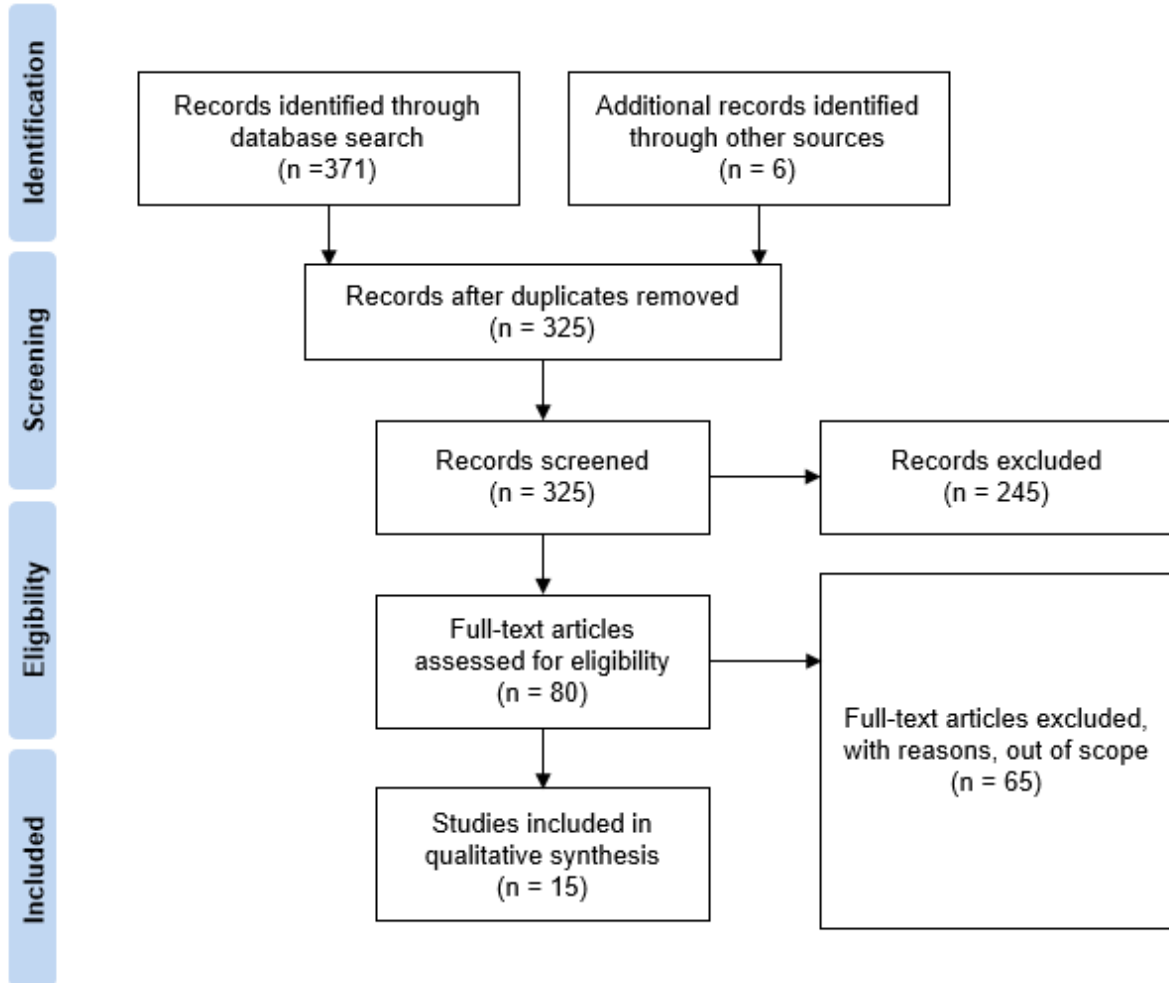 Identification
Records identified through
database search
(n =371)
Additional records identified
through other sources
(n = 6)
Screening
Records after duplicates removed
(n = 325)
Records screened
(n = 325)
Records excluded
(n = 245)
Eligibility
Full-text articles
assessed for eligibility
(n = 80)
Full-text articles excluded,
with reasons, out of scope
(n = 65)
Included
Studies included in
qualitative synthesis
(n = 15)